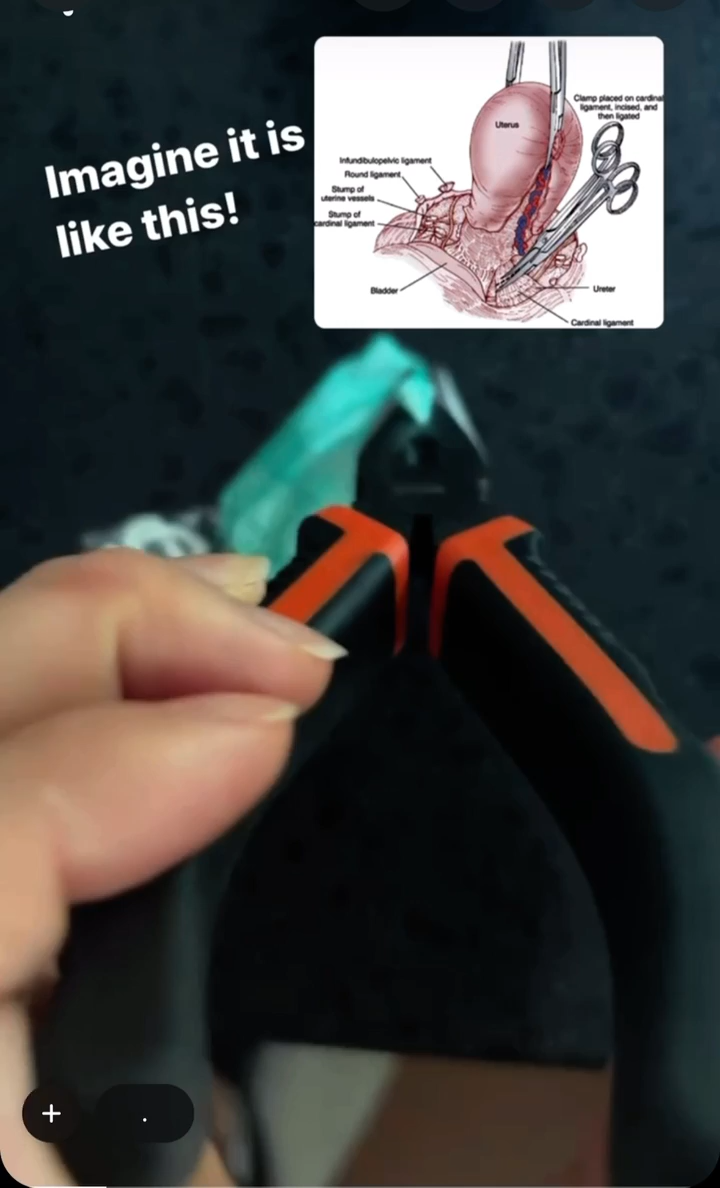 Imagine it is
like this!
Clamp placed on cardinal
ligament, incised, and
then ligated
Uterus
Infundibulopelvic ligament
Round ligament
Stump of
uterine vessels
Stump of
cardinal ligament
Bladder
Ureter
Cardinal ligament
+
.